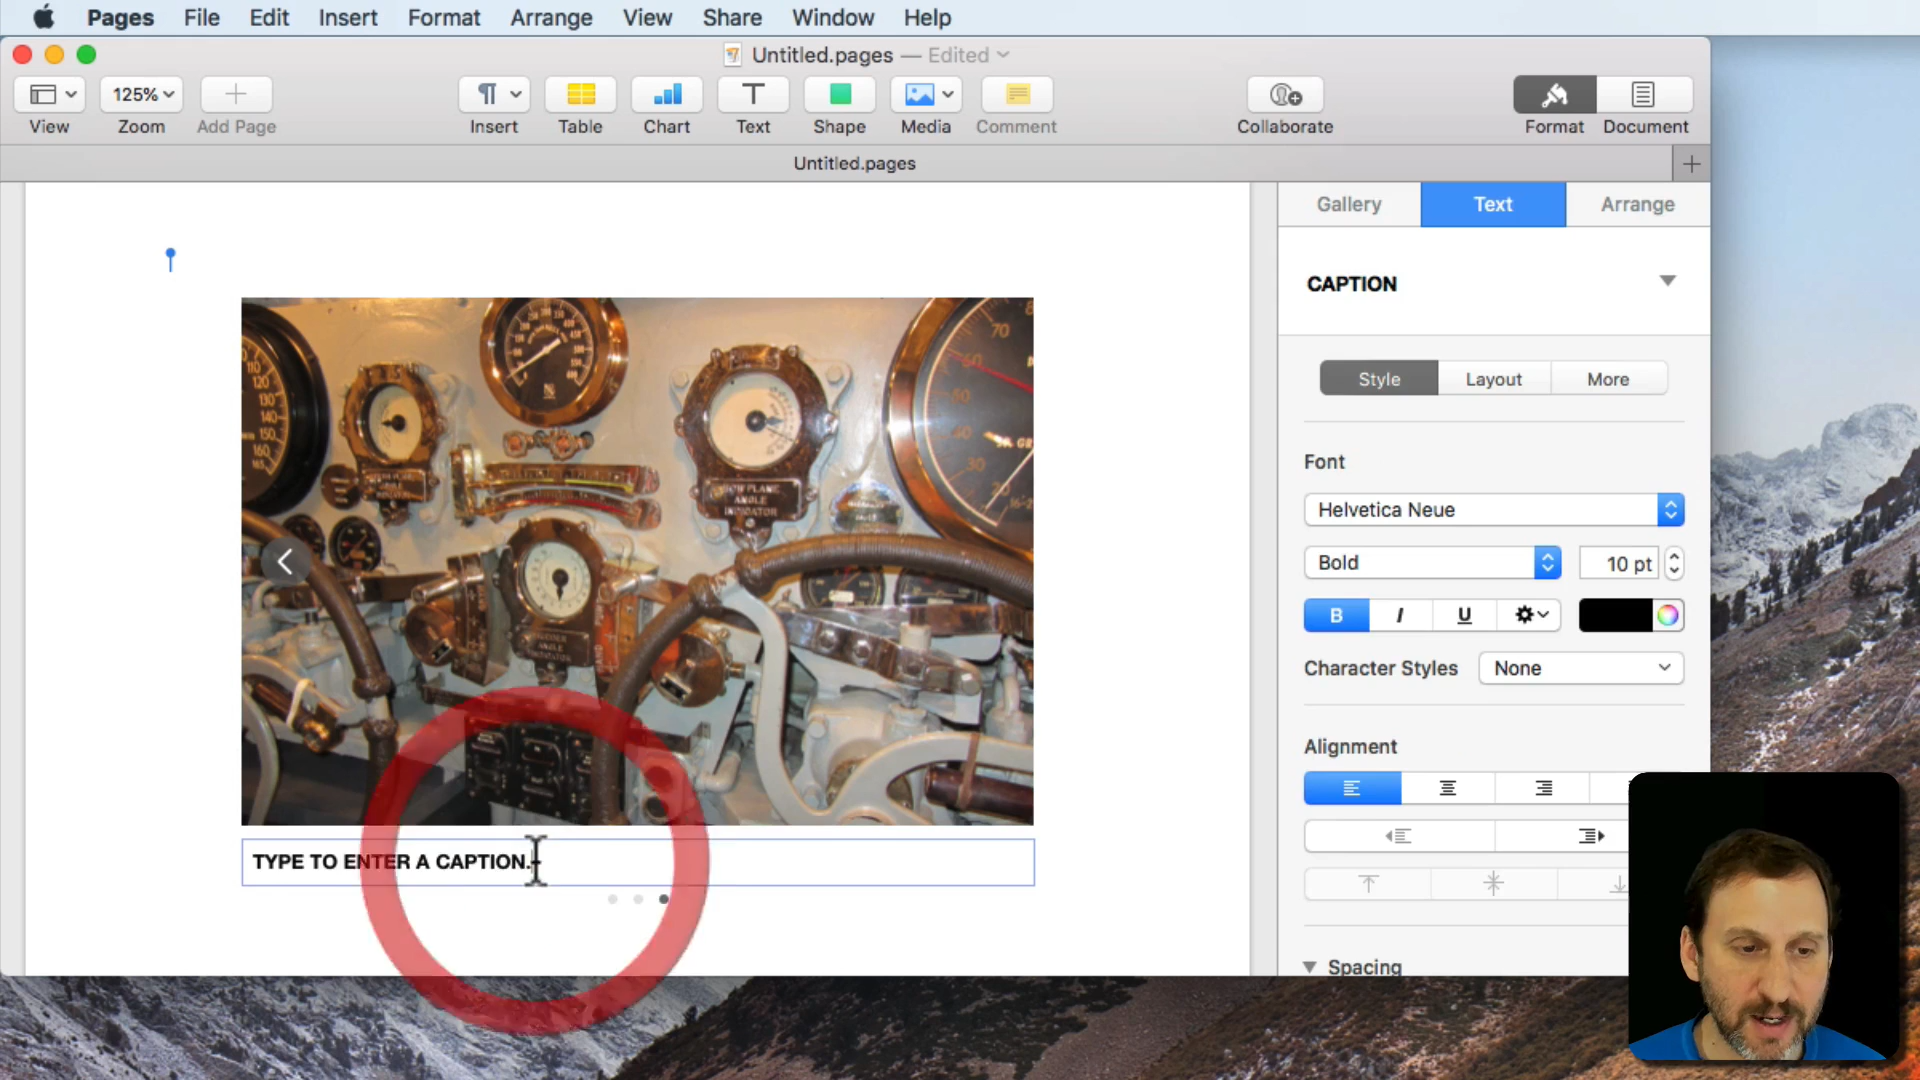 Pages File Edit Insert Format Arrange View Share Window Help
Untitled.pages — Edited
125%
View Zoom Add Page Insert Table Chart Text Shape Media Comment Collaborate Format Document
Untitled.pages
Gallery Text Arrange
CAPTION
Style Layout More
Font
Helvetica Neue
Bold 10 pt
B I U
Character Styles None
Alignment
Spacing
ANGLE
INDICATOR
TYPE TO ENTER A CAPTION.